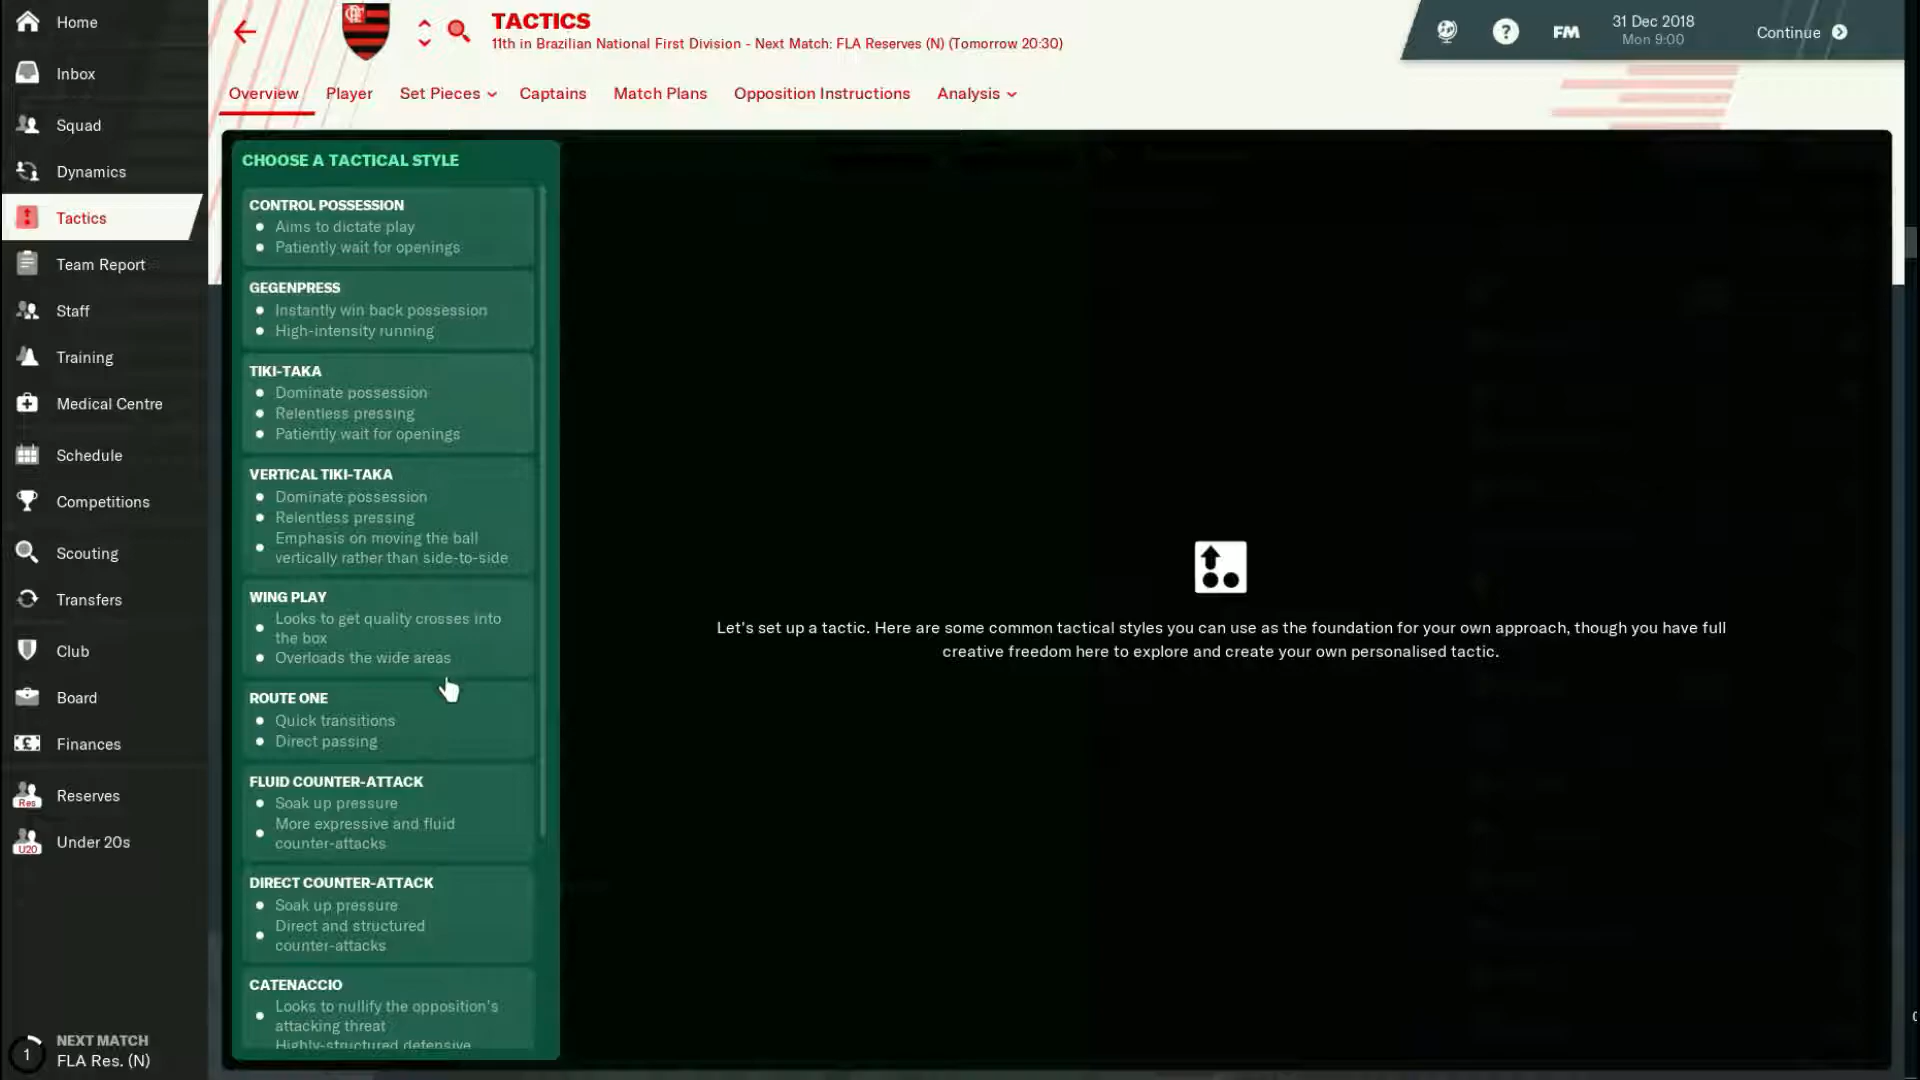 Home
Inbox
Squad
Dynamics
Tactics
Team Report
Staff
Training
Medical Centre
Schedule
Competitions
Scouting
Transfers
Club
Board
Finances
Res
Reserves
U20
Under 20s
1
NEXT MATCH
FLA Res. (N)
TACTICS
11th in Brazilian National First Division - Next Match: FLA Reserves (N) (Tomorrow 20:30)
?
FM
31 Dec 2018
Mon 9:00
Continue
Overview
Player
Set Pieces
Captains
Match Plans
Opposition Instructions
Analysis
CHOOSE A TACTICAL STYLE
CONTROL POSSESSION
Aims to dictate play
Patiently wait for openings
GEGENPRESS
Instantly win back possession
High-intensity running
TIKI-TAKA
Dominate possession
Relentless pressing
Patiently wait for openings
VERTICAL TIKI-TAKA
Dominate possession
Relentless pressing
Emphasis on moving the ball
vertically rather than side-to-side
WING PLAY
Looks to get quality crosses into
the box
Overloads the wide areas
ROUTE ONE
Quick transitions
Direct passing
FLUID COUNTER-ATTACK
Soak up pressure
More expressive and fluid
counter-attacks
DIRECT COUNTER-ATTACK
Soak up pressure
Direct and structured
counter-attacks
CATENACCIO
Looks to nullify the opposition's
attacking threat
Highly-structured defensive
Let's set up a tactic. Here are some common tactical styles you can use as the foundation for your own approach, though you have full
creative freedom here to explore and create your own personalised tactic.